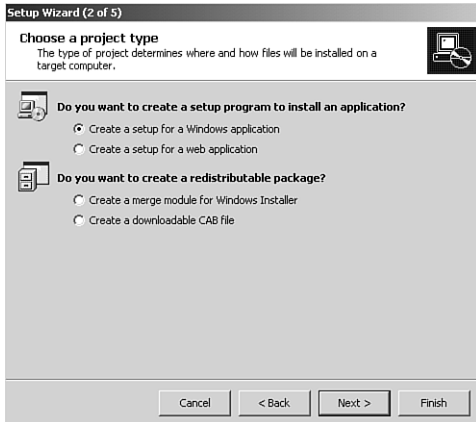 Setup Wizard (2 of 5)
Choose a project type
The type of project determines where and how files will be installed on a
target computer.
Do you want to create a setup program to install an application?
Create a setup for a Windows application
Create a setup for a web application
Do you want to create a redistributable package?
Create a merge module for Windows Installer
Create a downloadable CAB file
Cancel
< Back
Next >
Finish